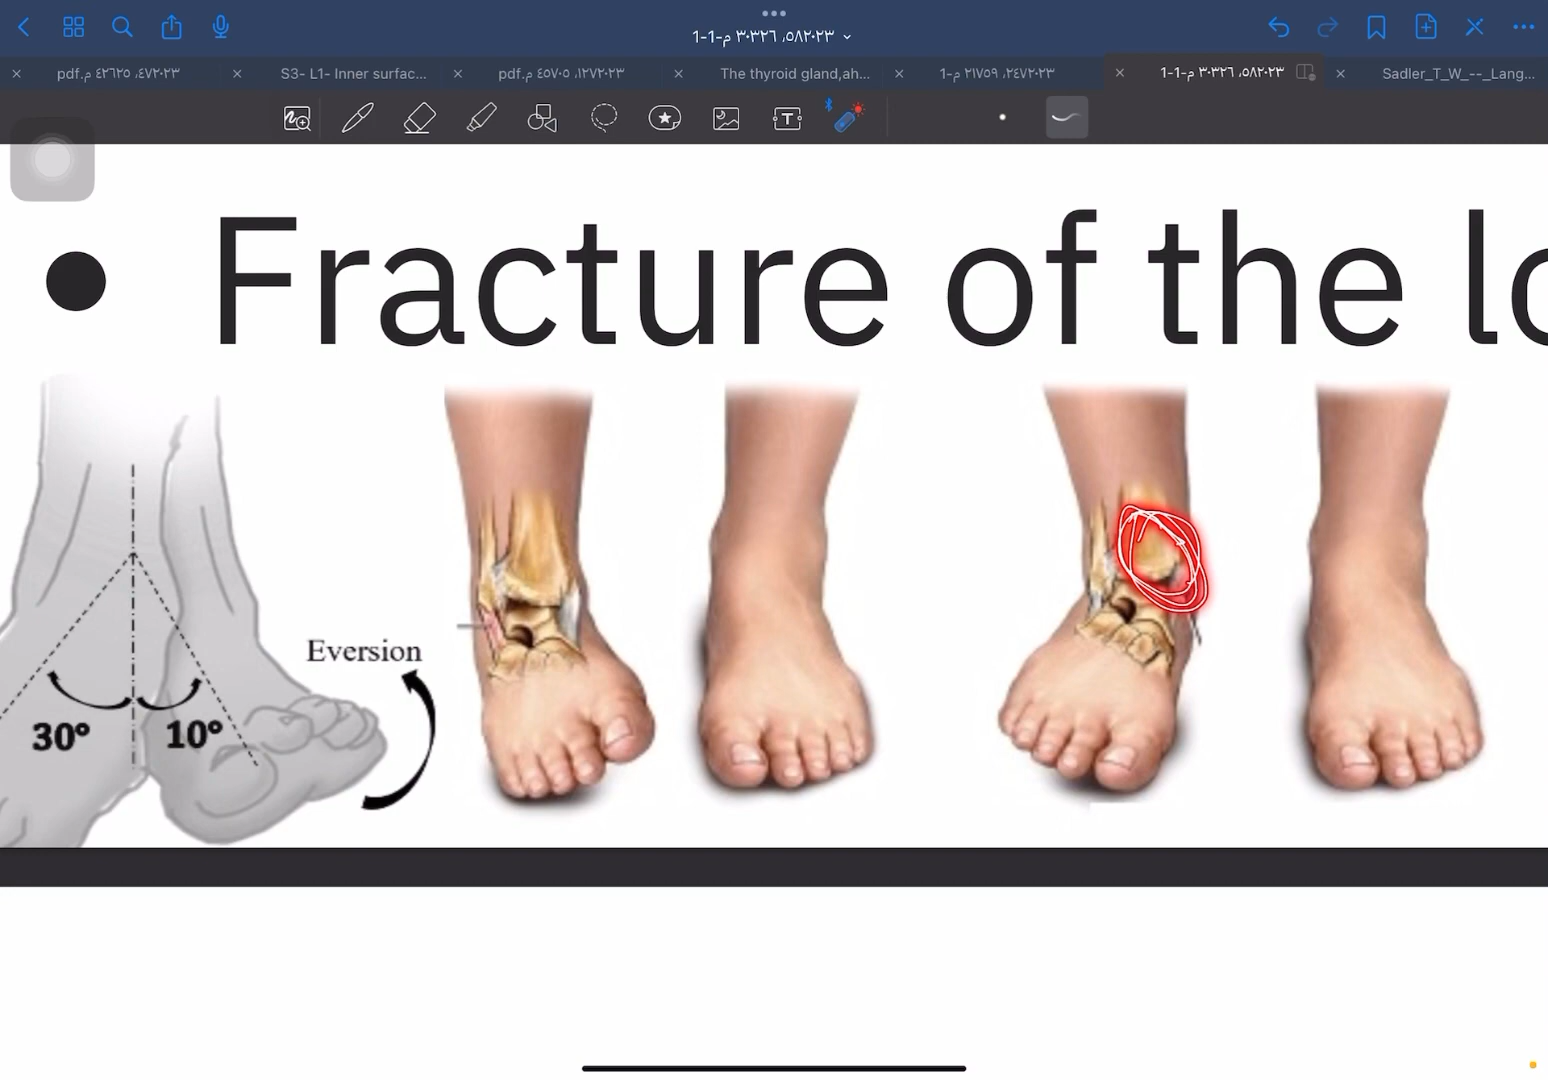 ٥٨٢٠٢٣، ٣٠٣٢٦ م-1-1
٤٧٢٠٢٣، ٤٢٦٢٥ م.pdf
S3- L1- Inner surfac...
١٢٧٢٠٢٣، ٤٥٧٠٥ م.pdf
The thyroid gland,ah...
٢٤٧٢٠٢٣، ٢١٧٥٩ م-1
٥٨٢٠٢٣، ٣٠٣٢٦ م-1-1
Sadler_T_W_--_Lang...
• Fracture of the lo
Eversion
30° 10°